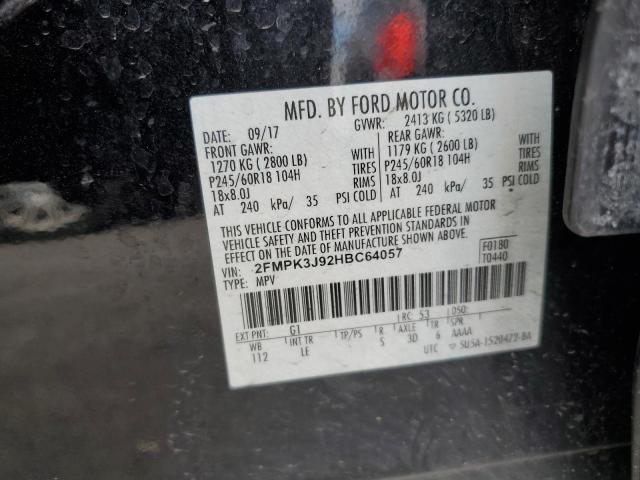 MFD. BY FORD MOTOR CO.
DATE: 09/17 GVWR: 2413 KG ( 5320 LB)
FRONT GAWR: WITH REAR GAWR: WITH
1270 KG ( 2800 LB) TIRES 1179 KG ( 2600 LB) TIRES
P245/60R18 104H RIMS P245/60R18 104H RIMS
18x8.0J 18x8.0J
AT 240 kPa/ 35 PSI COLD AT 240 kPa/ 35 PSI COLD
THIS VEHICLE CONFORMS TO ALL APPLICABLE FEDERAL MOTOR
VEHICLE SAFETY AND THEFT PREVENTION STANDARDS IN
EFFECT ON THE DATE OF MANUFACTURE SHOWN ABOVE.
VIN: 2FMPK3J92HBC64057 F0180
TYPE: MPV T0440
EXT PNT: G1 RC: 53 DSO:
WB INT TR TP/PS R AXLE TR SPR
112 LE S 3D 6 AAAA
UTC